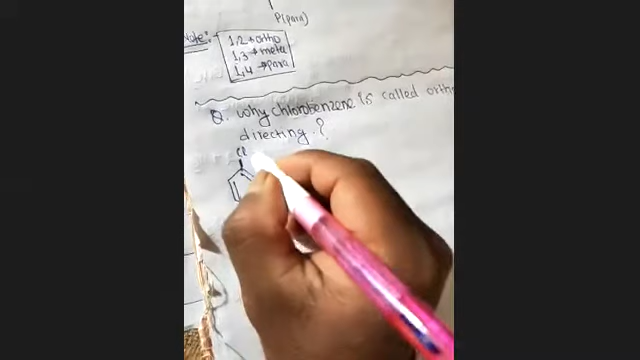 P(para)
Note:
1,2 → ortho
1,3 → meta
1,4 → para
Q. why chlorobenzene is called ortho
directing ?
Cl